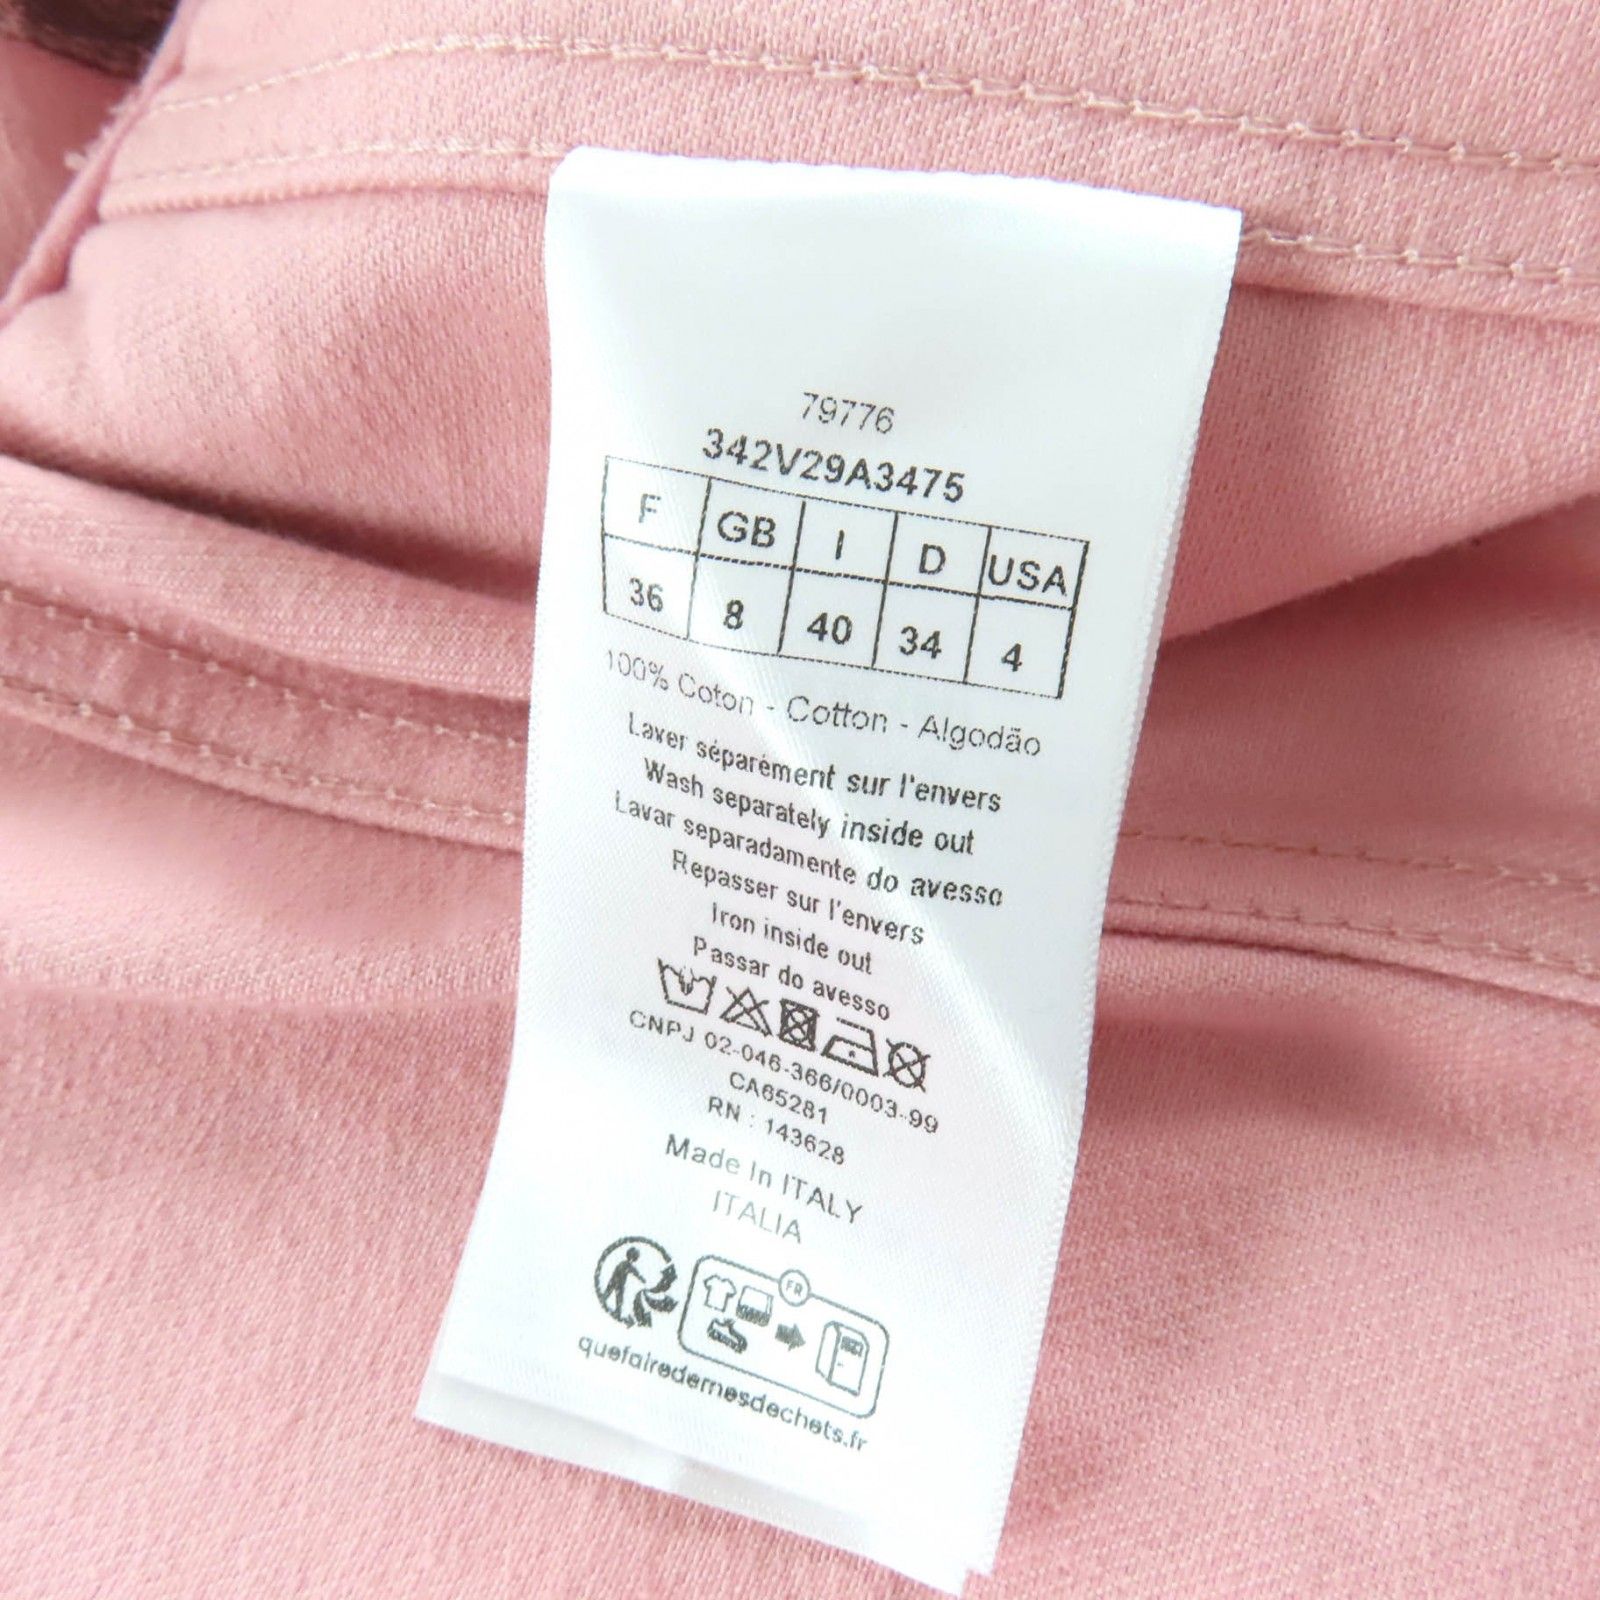 79776
342V29A3475
F GB I D USA
36 8 40 34 4
100% Coton - Cotton - Algodão
Laver séparément sur l'envers
Wash separately inside out
Lavar separadamente do avesso
Repasser sur l'envers
Iron inside out
Passar do avesso
CNPJ 02-046-366/0003-99
CA65281
RN : 143628
Made In ITALY
ITALIA
FR
quefairedemesdechets.fr